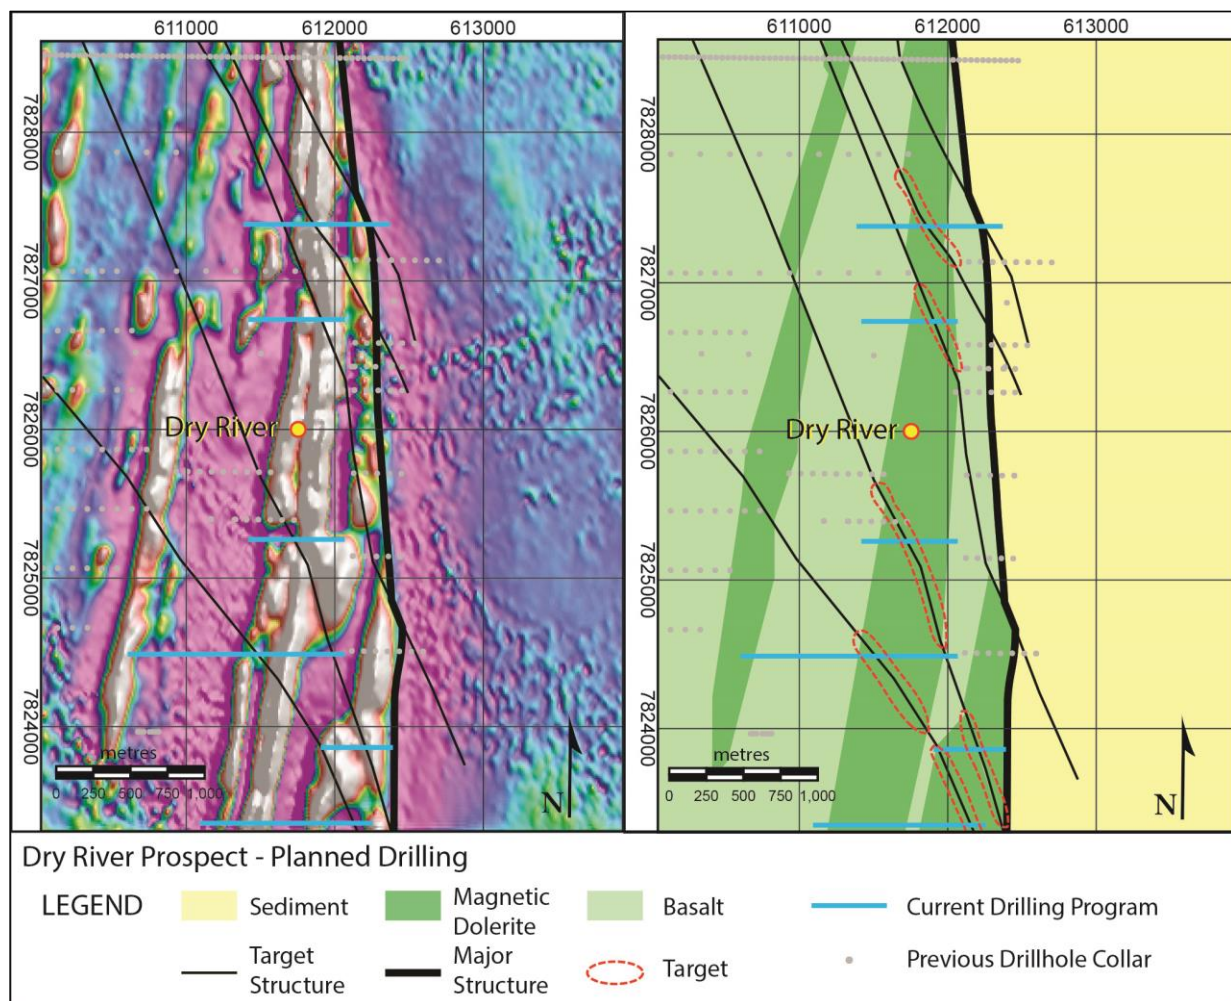 611000 612000 613000
611000 612000 613000
7828000
7828000
7827000
7827000
Dry River
7826000
Dry River
7826000
7825000
7825000
7824000
7824000
metres
0 250 500 750 1,000
N
metres
0 250 500 750 1,000
N
Dry River Prospect - Planned Drilling
LEGEND
Sediment
Magnetic
Dolerite
Basalt
Current Drilling Program
Target
Structure
Major
Structure
Target
Previous Drillhole Collar